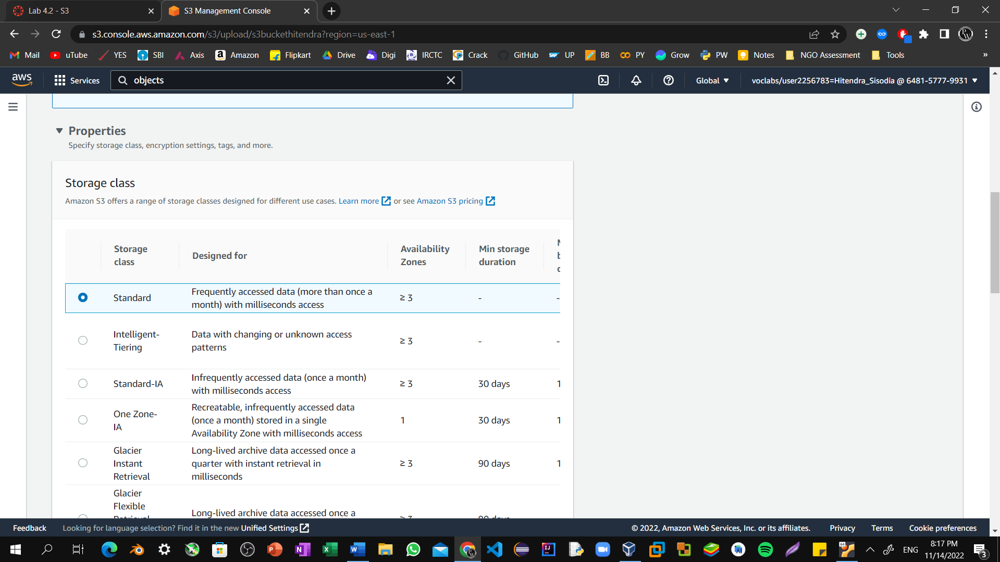 Lab 4.2 - S3
S3 Management Console
s3.console.aws.amazon.com/s3/upload/s3buckethitendra?region=us-east-1
Mail
uTube
YES
SBI
Axis
Amazon
Flipkart
Drive
Digi
IRCTC
Crack
GitHub
UP
BB
PY
Grow
PW
Notes
NGO Assessment
Tools
»
aws
Services
objects
Global
voclabs/user2256783=Hitendra_Sisodia @ 6481-5777-9931
Properties
Specify storage class, encryption settings, tags, and more.
Storage class
Amazon S3 offers a range of storage classes designed for different use cases. Learn more or see Amazon S3 pricing
Storage
class
Designed for
Availability
Zones
Min storage
duration
Standard
Frequently accessed data (more than once a
month) with milliseconds access
≥ 3
-
-
Intelligent-
Tiering
Data with changing or unknown access
patterns
≥ 3
-
-
Standard-IA
Infrequently accessed data (once a month)
with milliseconds access
≥ 3
30 days
1
One Zone-
IA
Recreatable, infrequently accessed data
(once a month) stored in a single
Availability Zone with milliseconds access
1
30 days
1
Glacier
Instant
Retrieval
Long-lived archive data accessed once a
quarter with instant retrieval in
milliseconds
≥ 3
90 days
1
Glacier
Flexible
Retrieval
Long-lived archive data accessed once a
≥ 3
90 days
Feedback
Looking for language selection? Find it in the new Unified Settings
© 2022, Amazon Web Services, Inc. or its affiliates.
Privacy
Terms
Cookie preferences
ENG
8:17 PM
11/14/2022
3